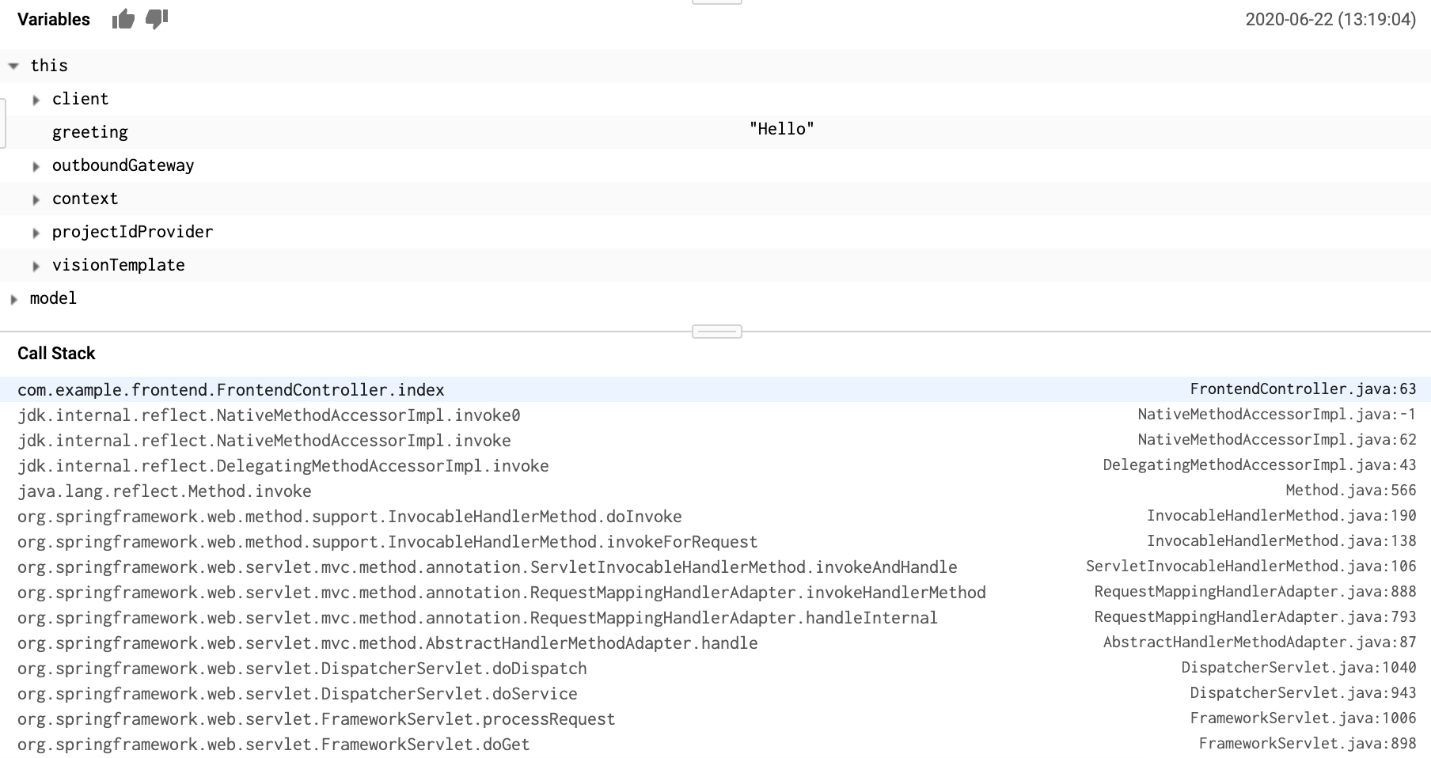 Variables 2020-06-22 (13:19:04)
this
client
greeting "Hello"
outboundGateway
context
projectIdProvider
visionTemplate
model
Call Stack
com.example.frontend.FrontendController.index FrontendController.java:63
jdk.internal.reflect.NativeMethodAccessorImpl.invoke0 NativeMethodAccessorImpl.java:-1
jdk.internal.reflect.NativeMethodAccessorImpl.invoke NativeMethodAccessorImpl.java:62
jdk.internal.reflect.DelegatingMethodAccessorImpl.invoke DelegatingMethodAccessorImpl.java:43
java.lang.reflect.Method.invoke Method.java:566
org.springframework.web.method.support.InvocableHandlerMethod.doInvoke InvocableHandlerMethod.java:190
org.springframework.web.method.support.InvocableHandlerMethod.invokeForRequest InvocableHandlerMethod.java:138
org.springframework.web.servlet.mvc.method.annotation.ServletInvocableHandlerMethod.invokeAndHandle ServletInvocableHandlerMethod.java:106
org.springframework.web.servlet.mvc.method.annotation.RequestMappingHandlerAdapter.invokeHandlerMethod RequestMappingHandlerAdapter.java:888
org.springframework.web.servlet.mvc.method.annotation.RequestMappingHandlerAdapter.handleInternal RequestMappingHandlerAdapter.java:793
org.springframework.web.servlet.mvc.method.AbstractHandlerMethodAdapter.handle AbstractHandlerMethodAdapter.java:87
org.springframework.web.servlet.DispatcherServlet.doDispatch DispatcherServlet.java:1040
org.springframework.web.servlet.DispatcherServlet.doService DispatcherServlet.java:943
org.springframework.web.servlet.FrameworkServlet.processRequest FrameworkServlet.java:1006
org.springframework.web.servlet.FrameworkServlet.doGet FrameworkServlet.java:898